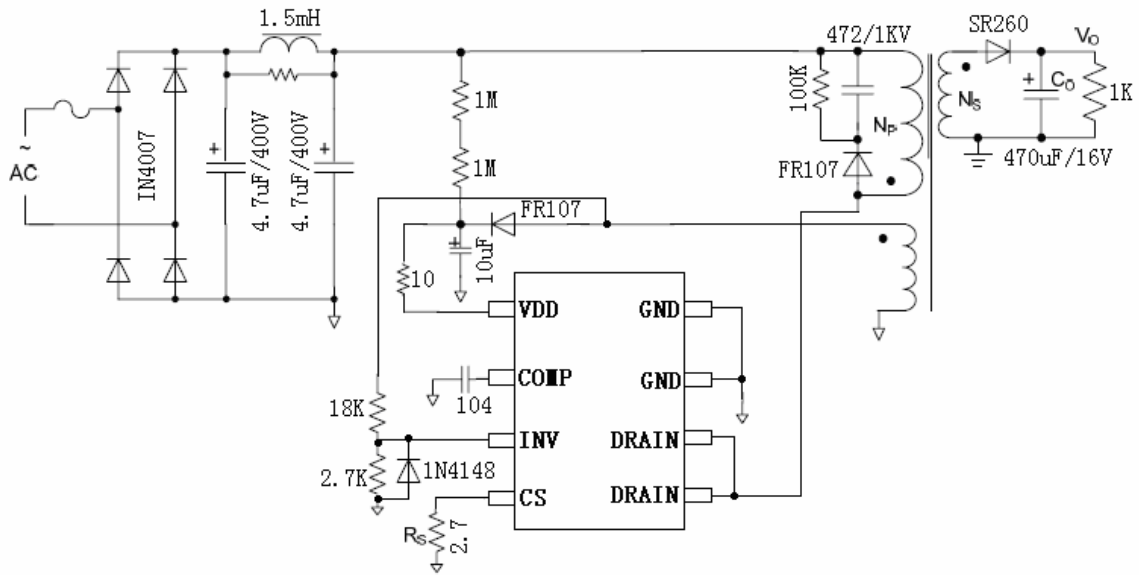 1.5mH
472/1KV
SR260
VO
100K
1M
NP
NS
+
CO
1K
~
AC
IN4007
+
4.7uF/400V
+
4.7uF/400V
1M
FR107
470uF/16V
FR107
+
10uF
10
VDD
GND
COMP
GND
104
18K
INV
DRAIN
2.7K
1N4148
CS
DRAIN
RS
2.7